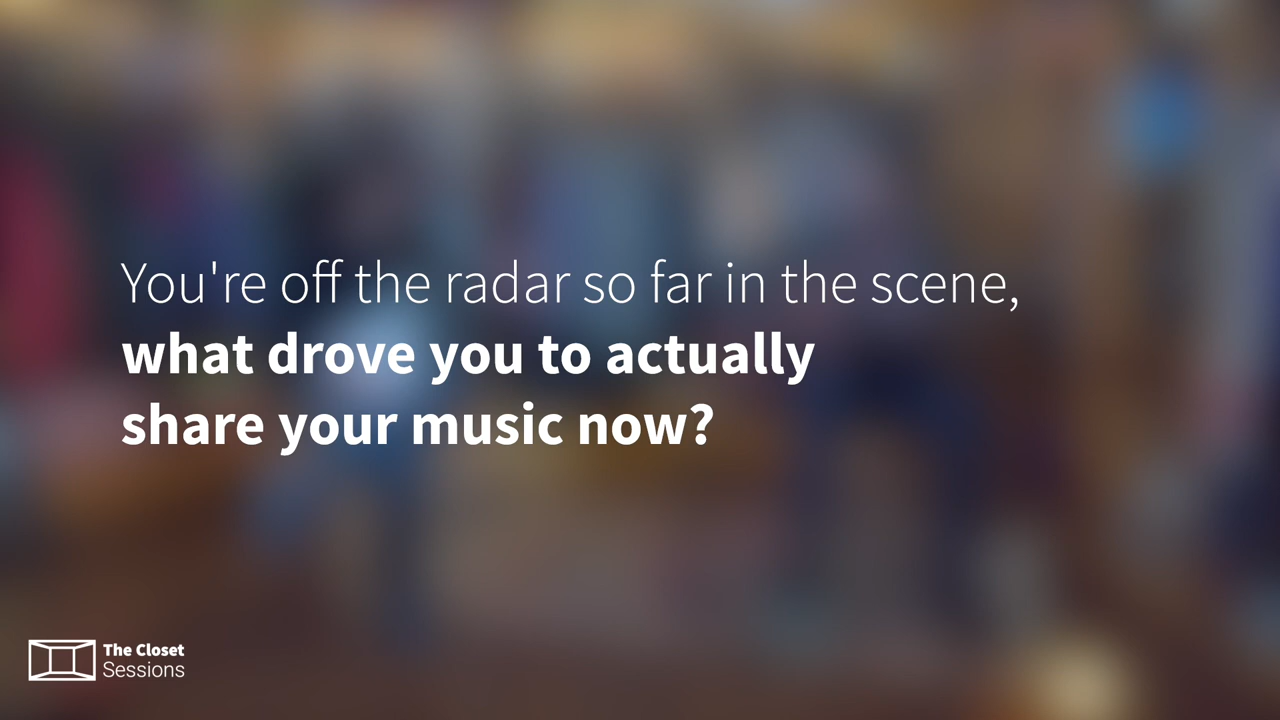 You're off the radar so far in the scene,
what drove you to actually
share your music now?
The Closet
Sessions